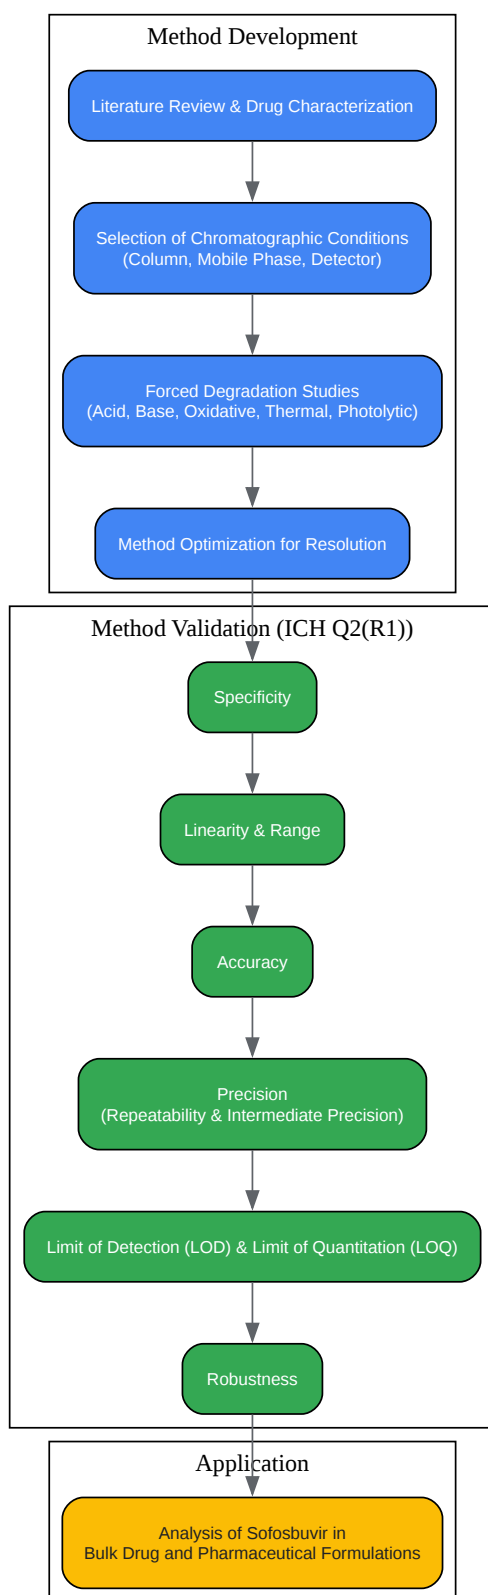 Method Development
Literature Review & Drug Characterization
Selection of Chromatographic Conditions
(Column, Mobile Phase, Detector)
Forced Degradation Studies
(Acid, Base, Oxidative, Thermal, Photolytic)
Method Optimization for Resolution
Method Validation (ICH Q2(R1))
Specificity
Linearity & Range
Accuracy
Precision
(Repeatability & Intermediate Precision)
Limit of Detection (LOD) & Limit of Quantitation (LOQ)
Robustness
Application
Analysis of Sofosbuvir in
Bulk Drug and Pharmaceutical Formulations